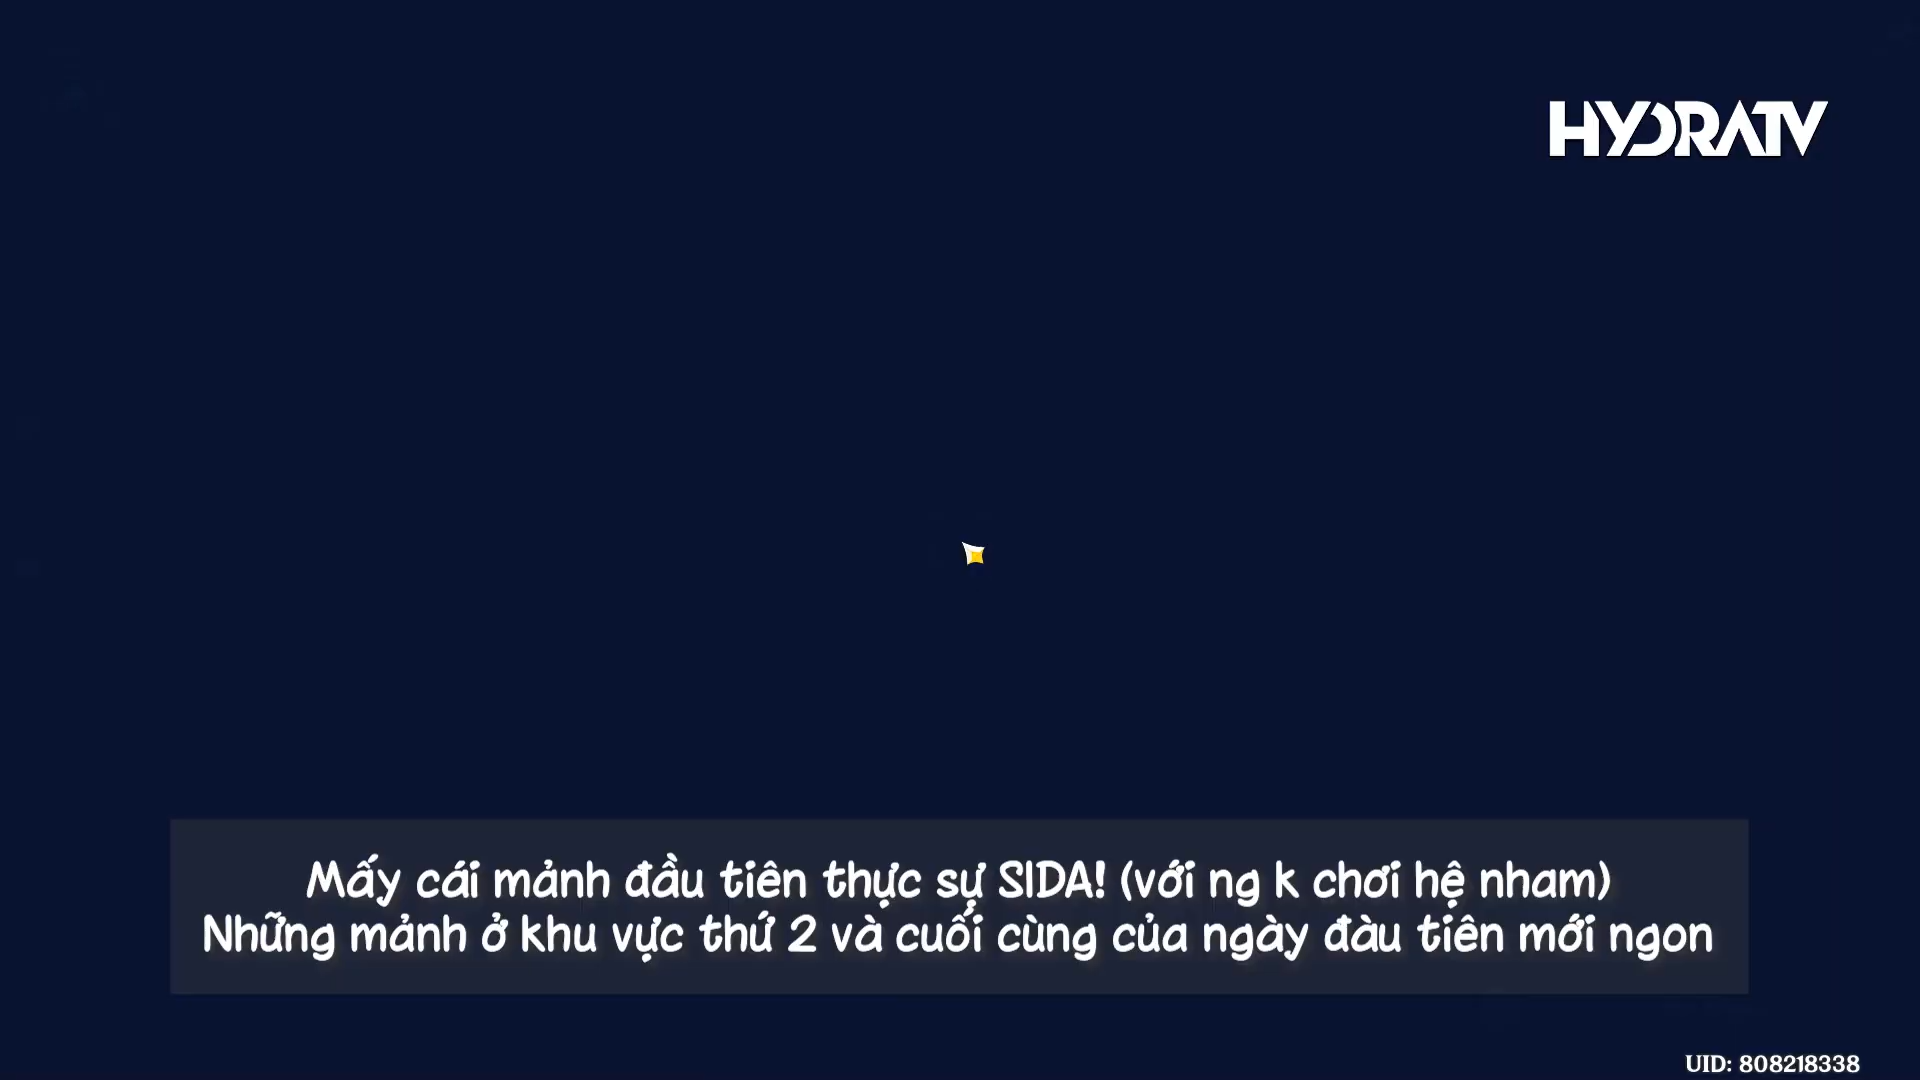 HYDRATV
Mấy cái mảnh đầu tiên thực sự SIDA! (với ng k chơi hệ nham)
Những mảnh ở khu vực thứ 2 và cuối cùng của ngày đàu tiên mới ngon
UID: 808218338